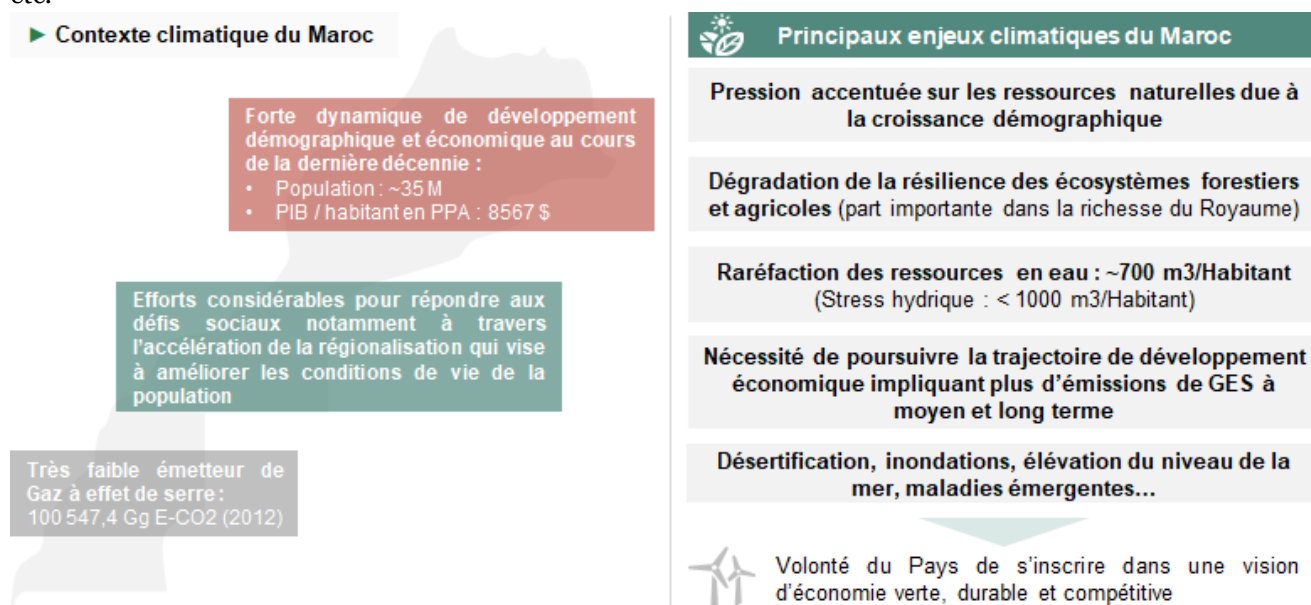 etc.
► Contexte climatique du Maroc
Forte dynamique de développement
démographique et économique au cours
de la dernière décennie :
• Population : ~35 M
• PIB / habitant en PPA : 8567 $
Efforts considérables pour répondre aux
défis sociaux notamment à travers
l'accélération de la régionalisation qui vise
à améliorer les conditions de vie de la
population
Très faible émetteur de
Gaz à effet de serre :
100 547,4 Gg E-CO2 (2012)
Principaux enjeux climatiques du Maroc
Pression accentuée sur les ressources naturelles due à
la croissance démographique
Dégradation de la résilience des écosystèmes forestiers
et agricoles (part importante dans la richesse du Royaume)
Raréfaction des ressources en eau : ~700 m3/Habitant
(Stress hydrique : < 1000 m3/Habitant)
Nécessité de poursuivre la trajectoire de développement
économique impliquant plus d'émissions de GES à
moyen et long terme
Désertification, inondations, élévation du niveau de la
mer, maladies émergentes…
Volonté du Pays de s'inscrire dans une vision
d'économie verte, durable et compétitive